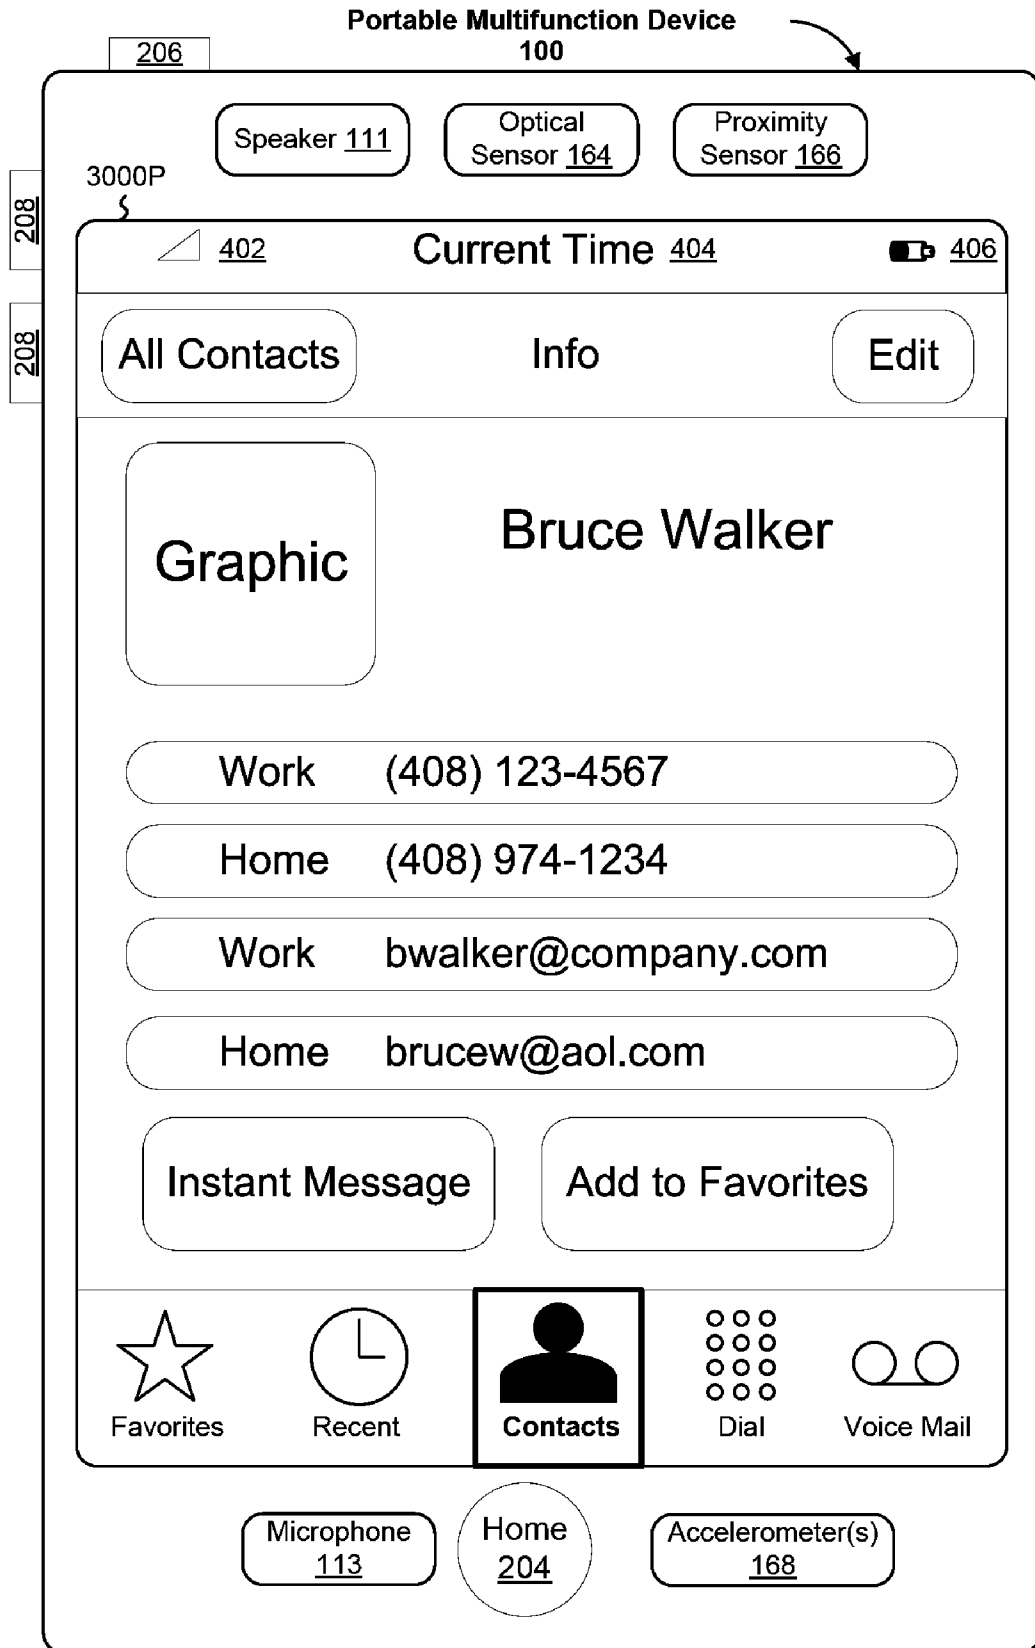 Portable Multifunction Device
100
206
Speaker 111
Optical
Sensor 164
Proximity
Sensor 166
3000P
208
208
402
Current Time 404
406
All Contacts
Info
Edit
Graphic
Bruce Walker
Work (408) 123-4567
Home (408) 974-1234
Work bwalker@company.com
Home brucew@aol.com
Instant Message
Add to Favorites
Favorites
Recent
Contacts
Dial
Voice Mail
Microphone
113
Home
204
Accelerometer(s)
168